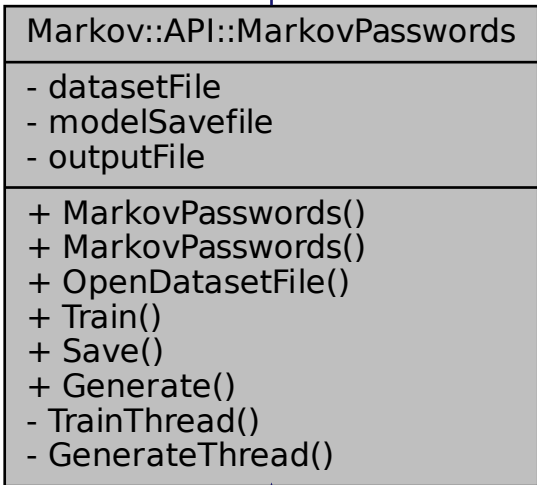 Markov::API::MarkovPasswords
- datasetFile
- modelSavefile
- outputFile
+ MarkovPasswords()
+ MarkovPasswords()
+ OpenDatasetFile()
+ Train()
+ Save()
+ Generate()
- TrainThread()
- GenerateThread()